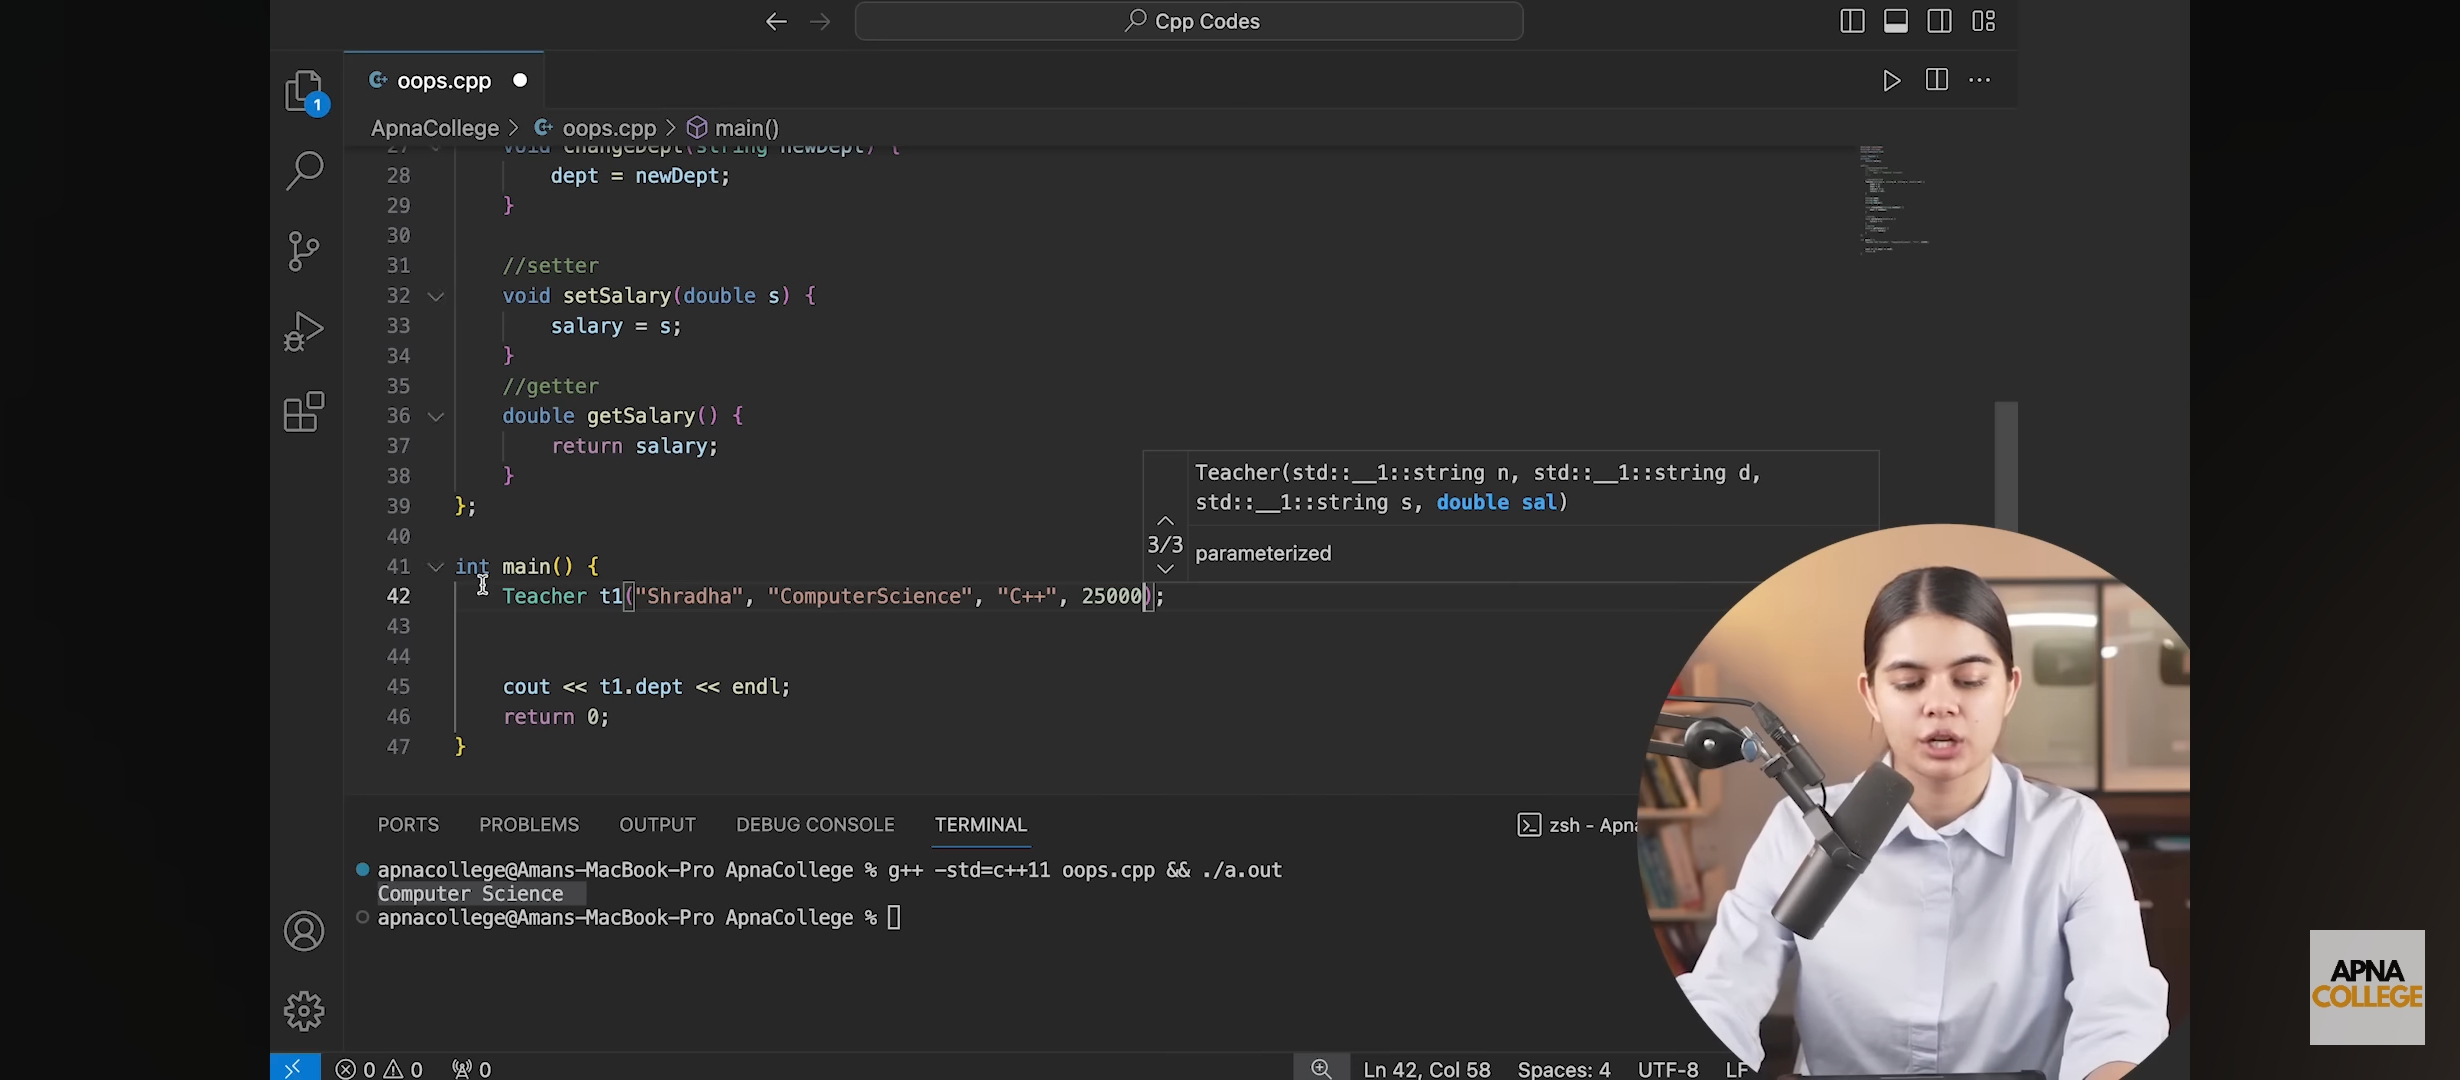 Cpp Codes
oops.cpp
1
ApnaCollege > oops.cpp > main()
27 void changeDept(string newDept) {
28 dept = newDept;
29 }
30
31 //setter
32 void setSalary(double s) {
33 salary = s;
34 }
35 //getter
36 double getSalary() {
37 return salary;
38 }
39 };
40
41 int main() {
42 Teacher t1("Shradha", "ComputerScience", "C++", 25000);
43
44
45 cout << t1.dept << endl;
46 return 0;
47 }
Teacher(std::__1::string n, std::__1::string d,
std::__1::string s, double sal)
3/3
parameterized
PORTS PROBLEMS OUTPUT DEBUG CONSOLE TERMINAL
zsh - Apna
apnacollege@Amans-MacBook-Pro ApnaCollege % g++ -std=c++11 oops.cpp && ./a.out
Computer Science
apnacollege@Amans-MacBook-Pro ApnaCollege %
0 0 0 Ln 42, Col 58 Spaces: 4 UTF-8 LF
APNA
COLLEGE